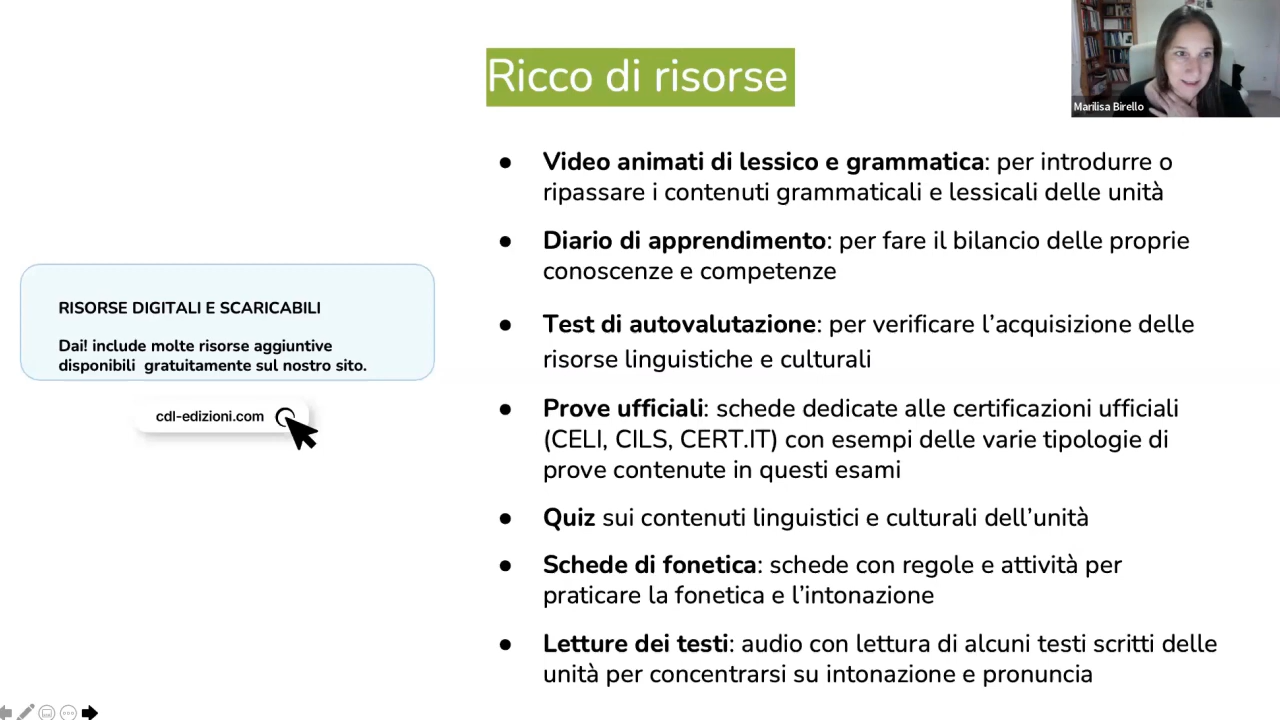 Ricco di risorse
Marilisa Birello
● Video animati di lessico e grammatica: per introdurre o
ripassare i contenuti grammaticali e lessicali delle unità
● Diario di apprendimento: per fare il bilancio delle proprie
conoscenze e competenze
● Test di autovalutazione: per verificare l’acquisizione delle
risorse linguistiche e culturali
● Prove ufficiali: schede dedicate alle certificazioni ufficiali
(CELI, CILS, CERT.IT) con esempi delle varie tipologie di
prove contenute in questi esami
● Quiz sui contenuti linguistici e culturali dell’unità
● Schede di fonetica: schede con regole e attività per
praticare la fonetica e l’intonazione
● Letture dei testi: audio con lettura di alcuni testi scritti delle
unità per concentrarsi su intonazione e pronuncia
RISORSE DIGITALI E SCARICABILI
Dai! include molte risorse aggiuntive
disponibili gratuitamente sul nostro sito.
cdl-edizioni.com